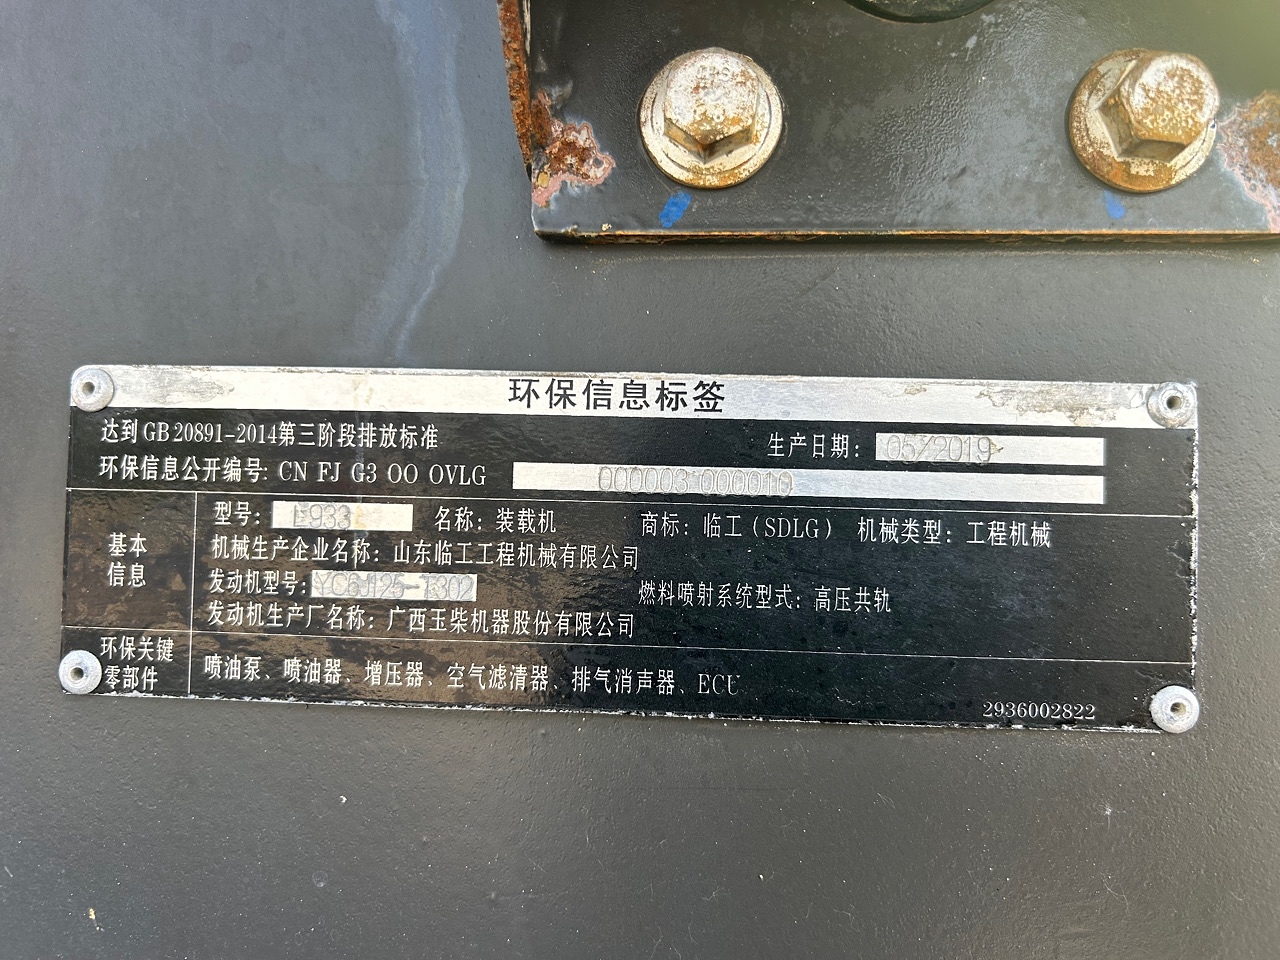 环保信息标签
达到GB 20891-2014第三阶段排放标准 生产日期: 05/2019
环保信息公开编号: CN FJ G3 OO OVLG 000003 000010
基本信息
型号: L933 名称: 装载机 商标: 临工(SDLG) 机械类型: 工程机械
机械生产企业名称: 山东临工工程机械有限公司
发动机型号: YC6J125-T302 燃料喷射系统型式: 高压共轨
发动机生产厂名称: 广西玉柴机器股份有限公司
环保关键零部件
喷油泵、喷油器、增压器、空气滤清器、排气消声器、ECU
2936002822